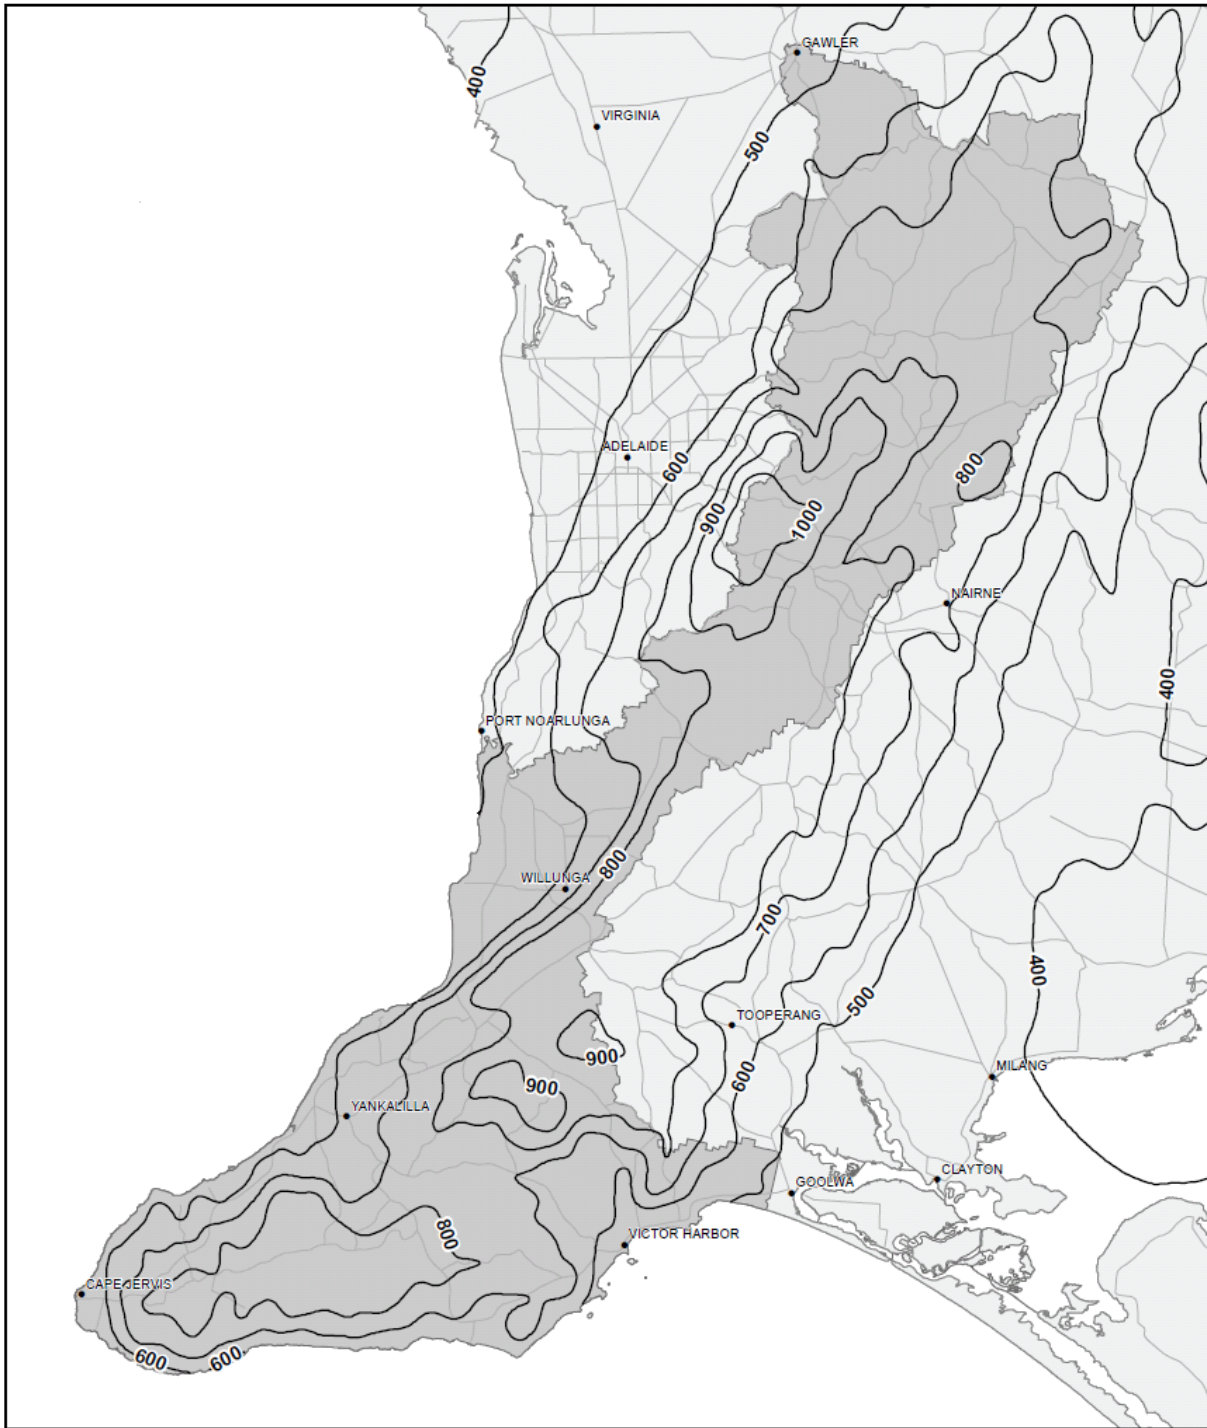 GAWLER
400
VIRGINIA
500
ADELAIDE
600
800
900
1000
NAIRNE
400
PORT NOARLUNGA
800
WILLUNGA
700
400
500
TOOPERANG
900
MILANG
600
900
YANKALILLA
CLAYTON
GOOLWA
800
VICTOR HARBOR
CAPE JERVIS
600
600